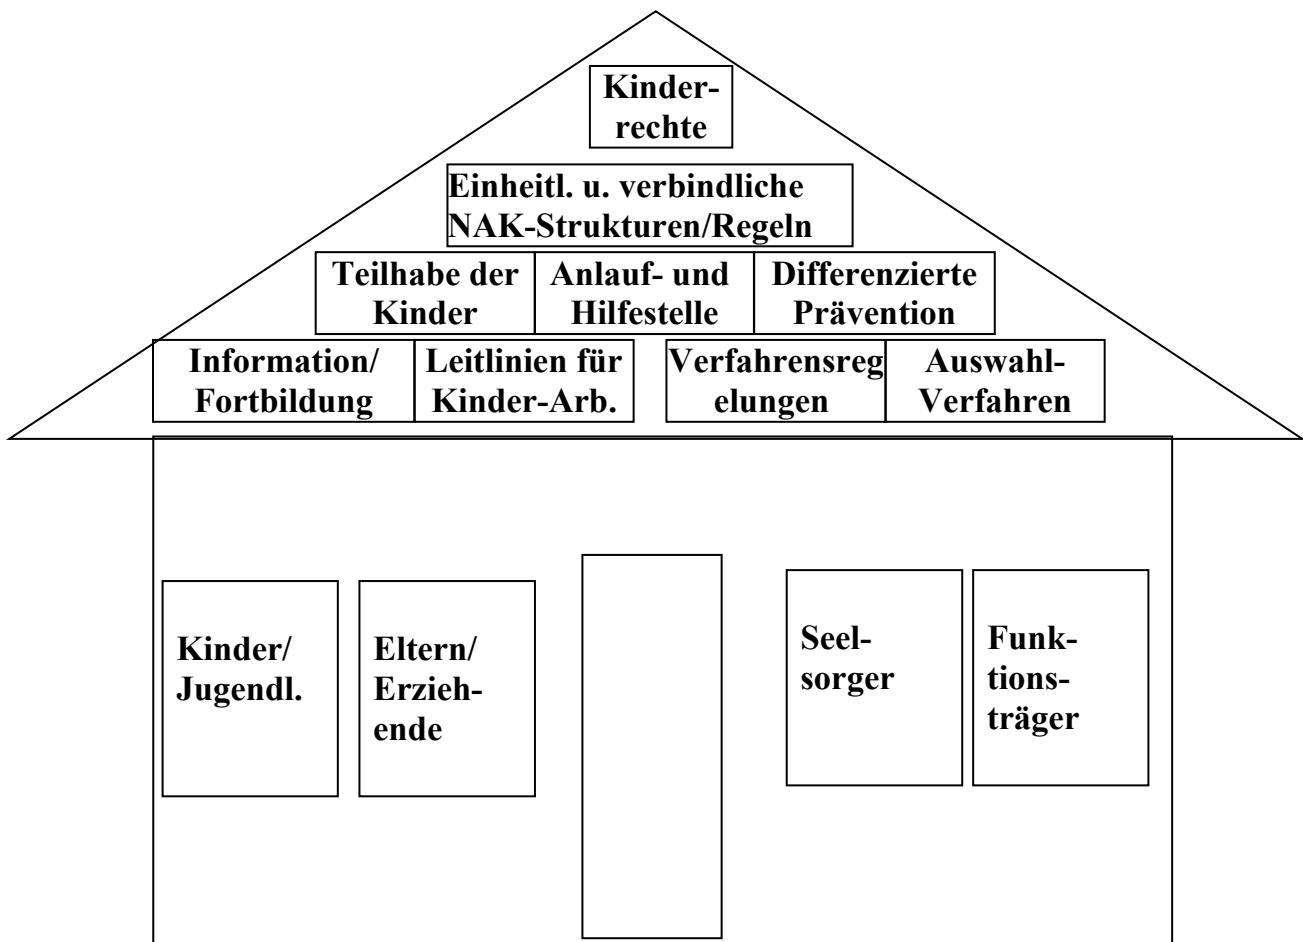 Kinder-
rechte
Einheitl. u. verbindliche
NAK-Strukturen/Regeln
Teilhabe der
Kinder
Anlauf- und
Hilfestelle
Differenzierte
Prävention
Information/
Fortbildung
Leitlinien für
Kinder-Arb.
Verfahrensreg
elungen
Auswahl-
Verfahren
Kinder/
Jugendl.
Eltern/
Erzieh-
ende
Seel-
sorger
Funk-
tions-
träger